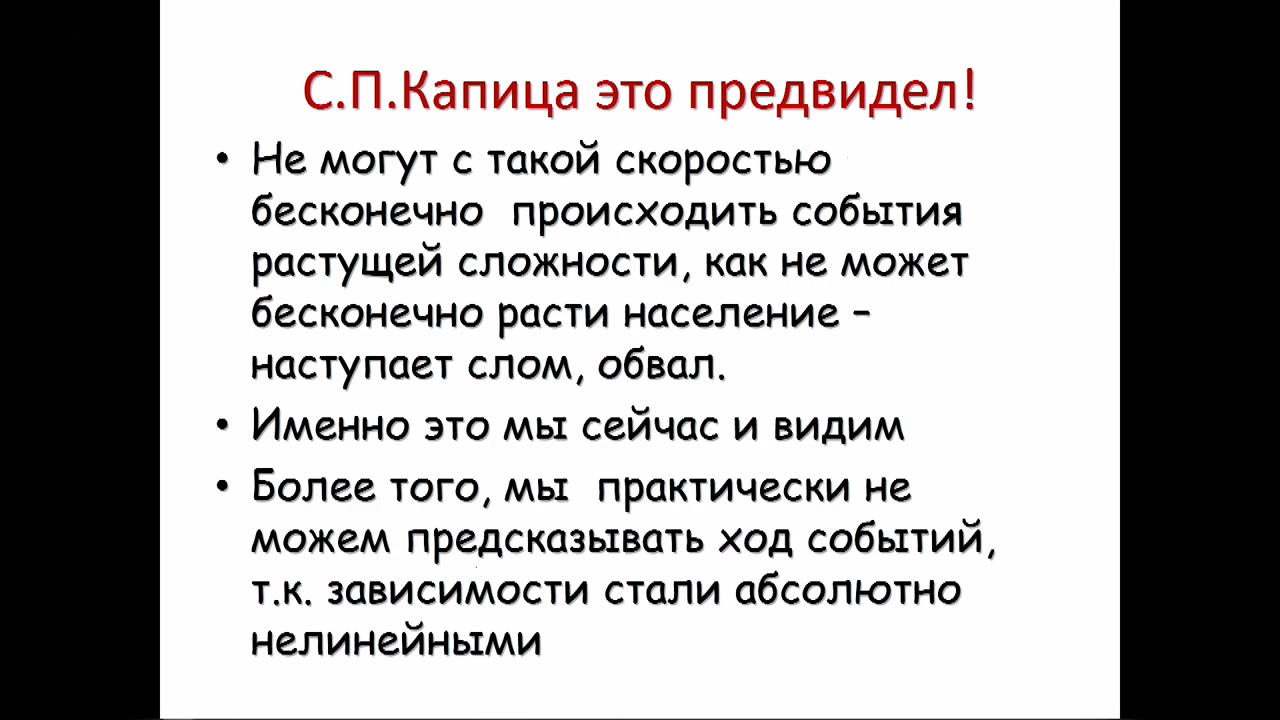 С.П.Капица это предвидел!
• Не могут с такой скоростью
бесконечно происходить события
растущей сложности, как не может
бесконечно расти население –
наступает слом, обвал.
• Именно это мы сейчас и видим
• Более того, мы практически не
можем предсказывать ход событий,
т.к. зависимости стали абсолютно
нелинейными